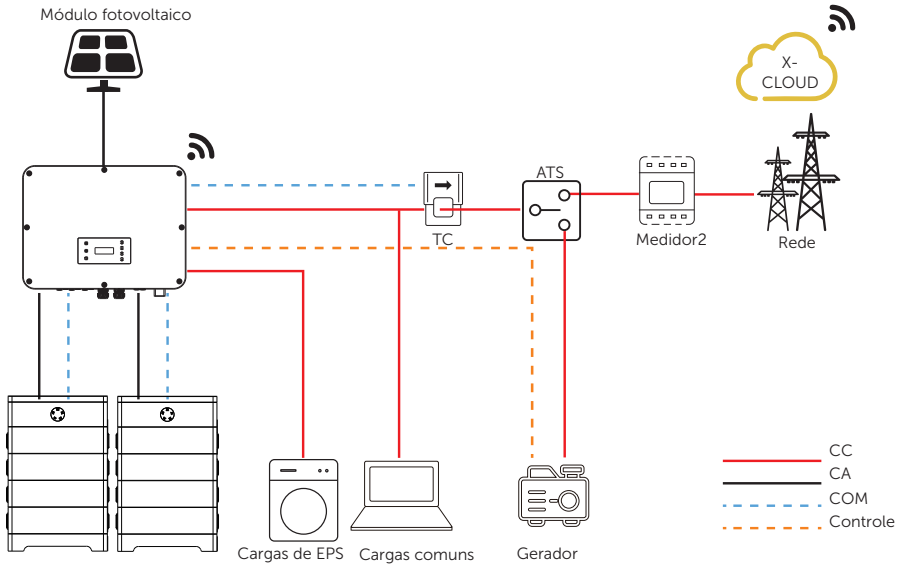 Módulo fotovoltaico
X-
CLOUD
ATS
TC
Medidor2
Rede
CC
CA
COM
Controle
Cargas de EPS
Cargas comuns
Gerador